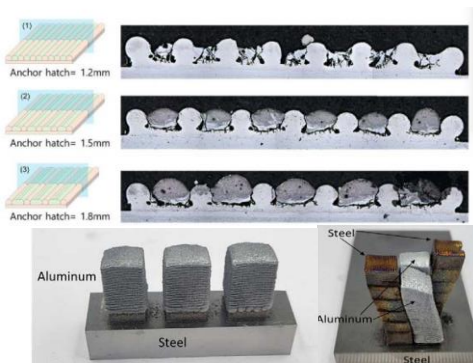 (1)
Anchor hatch= 1.2mm
(2)
Anchor hatch= 1.5mm
(3)
Anchor hatch= 1.8mm
Aluminum
Steel
Steel
Aluminum
Steel